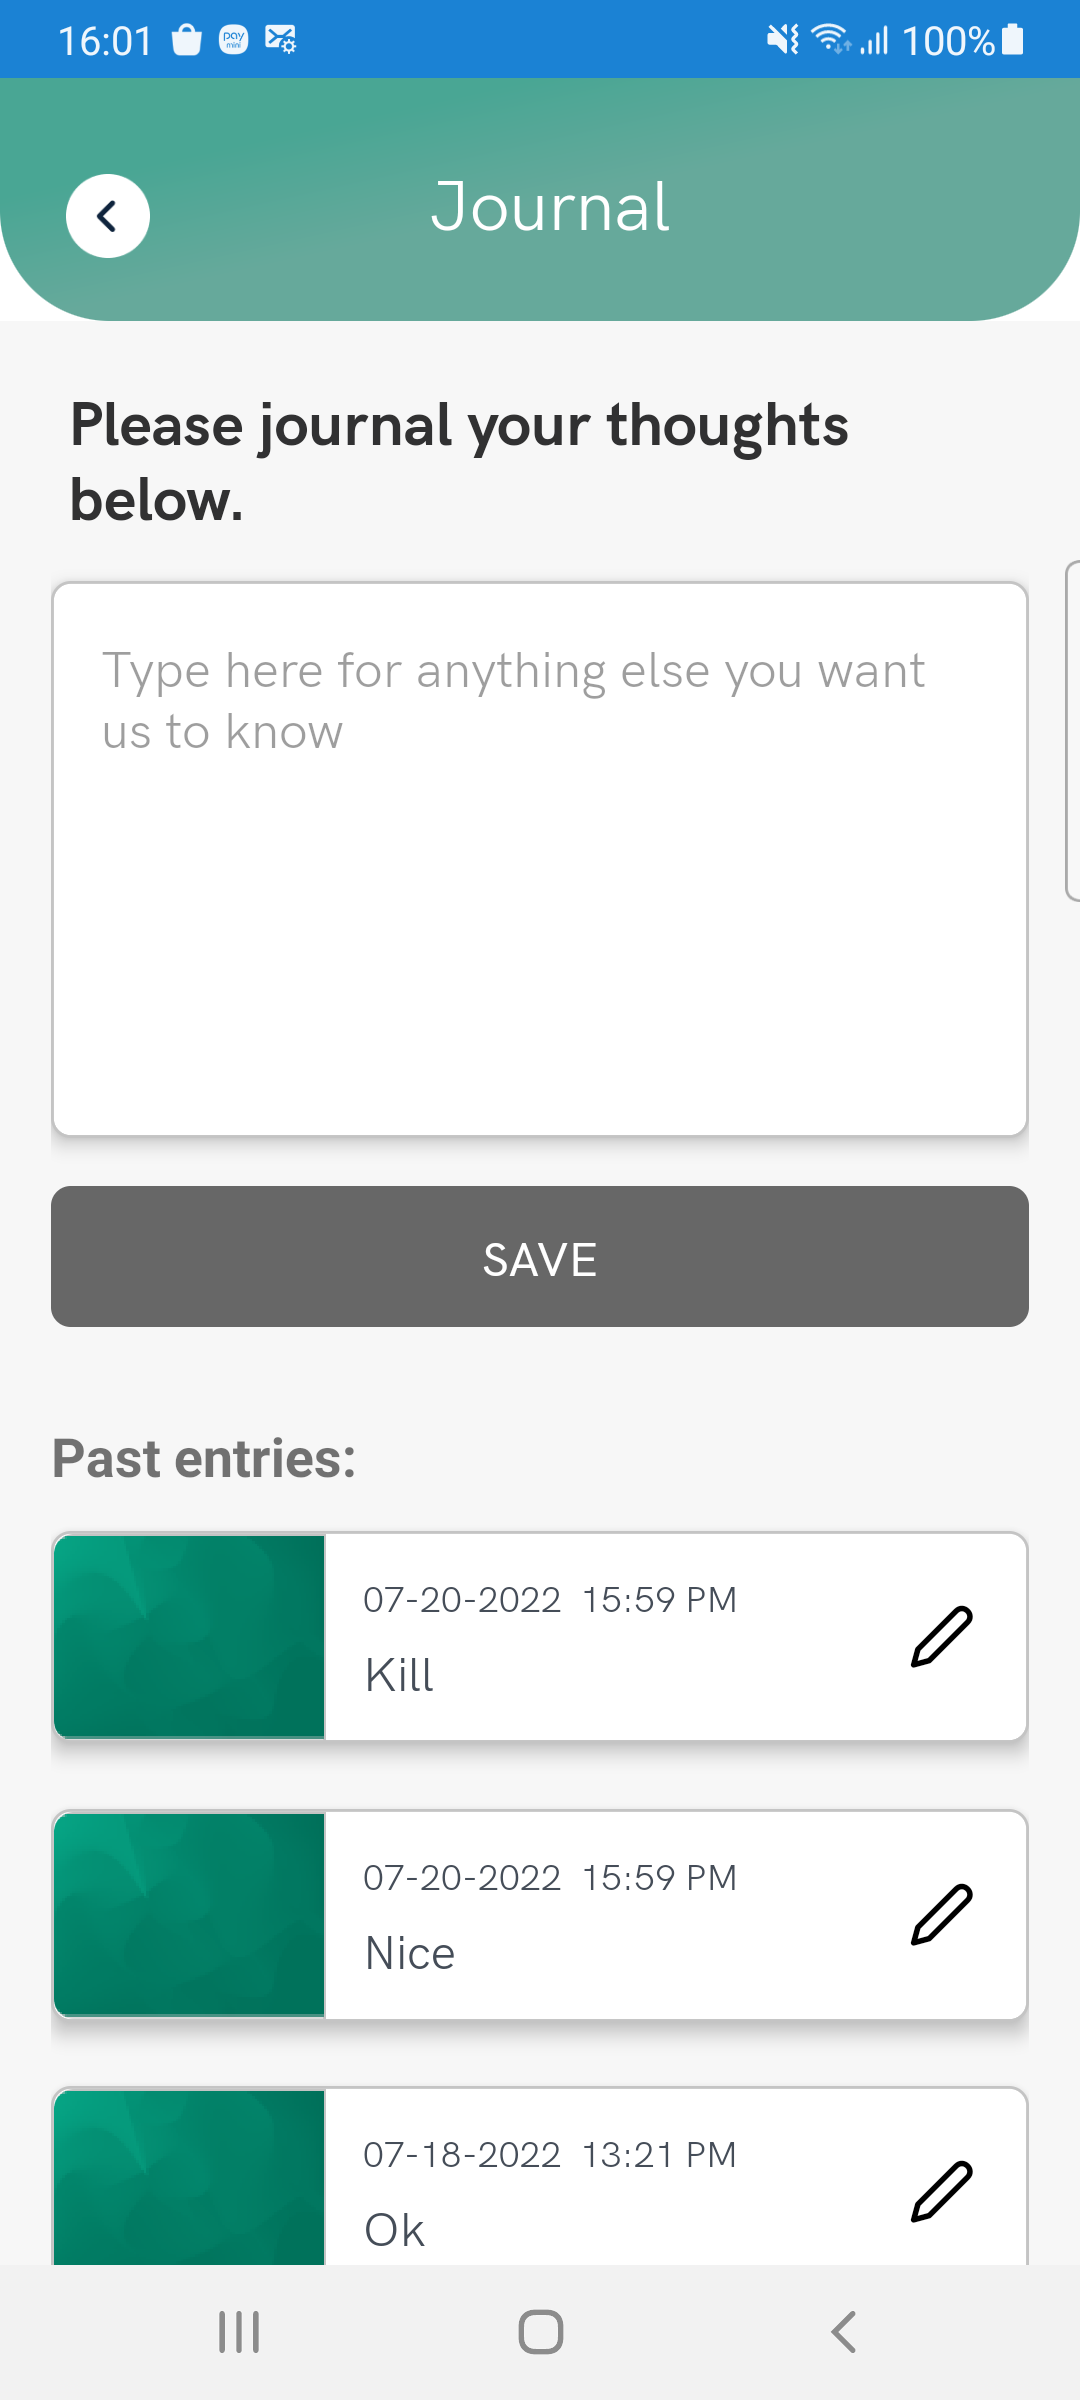 16:01 pay mini 100%
Journal
Please journal your thoughts
below.
Type here for anything else you want
us to know
SAVE
Past entries:
07-20-2022 15:59 PM
Kill
07-20-2022 15:59 PM
Nice
07-18-2022 13:21 PM
Ok